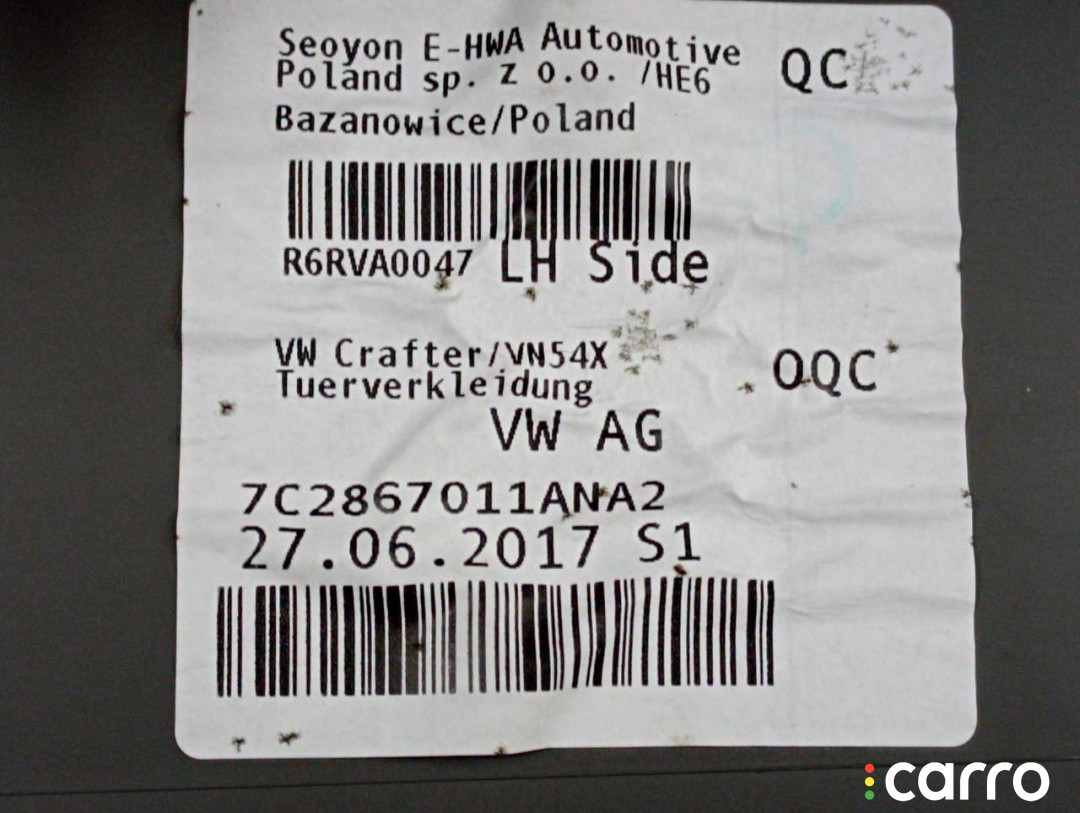 Seoyon E-HWA Automotive
Poland sp. z o.o. /HE6
QC
Bazanowice/Poland
R6RVA0047 LH Side
VW Crafter/VN54X
Tuerverkleidung
OQC
VW AG
7C2867011ANA2
27.06.2017 S1
carro